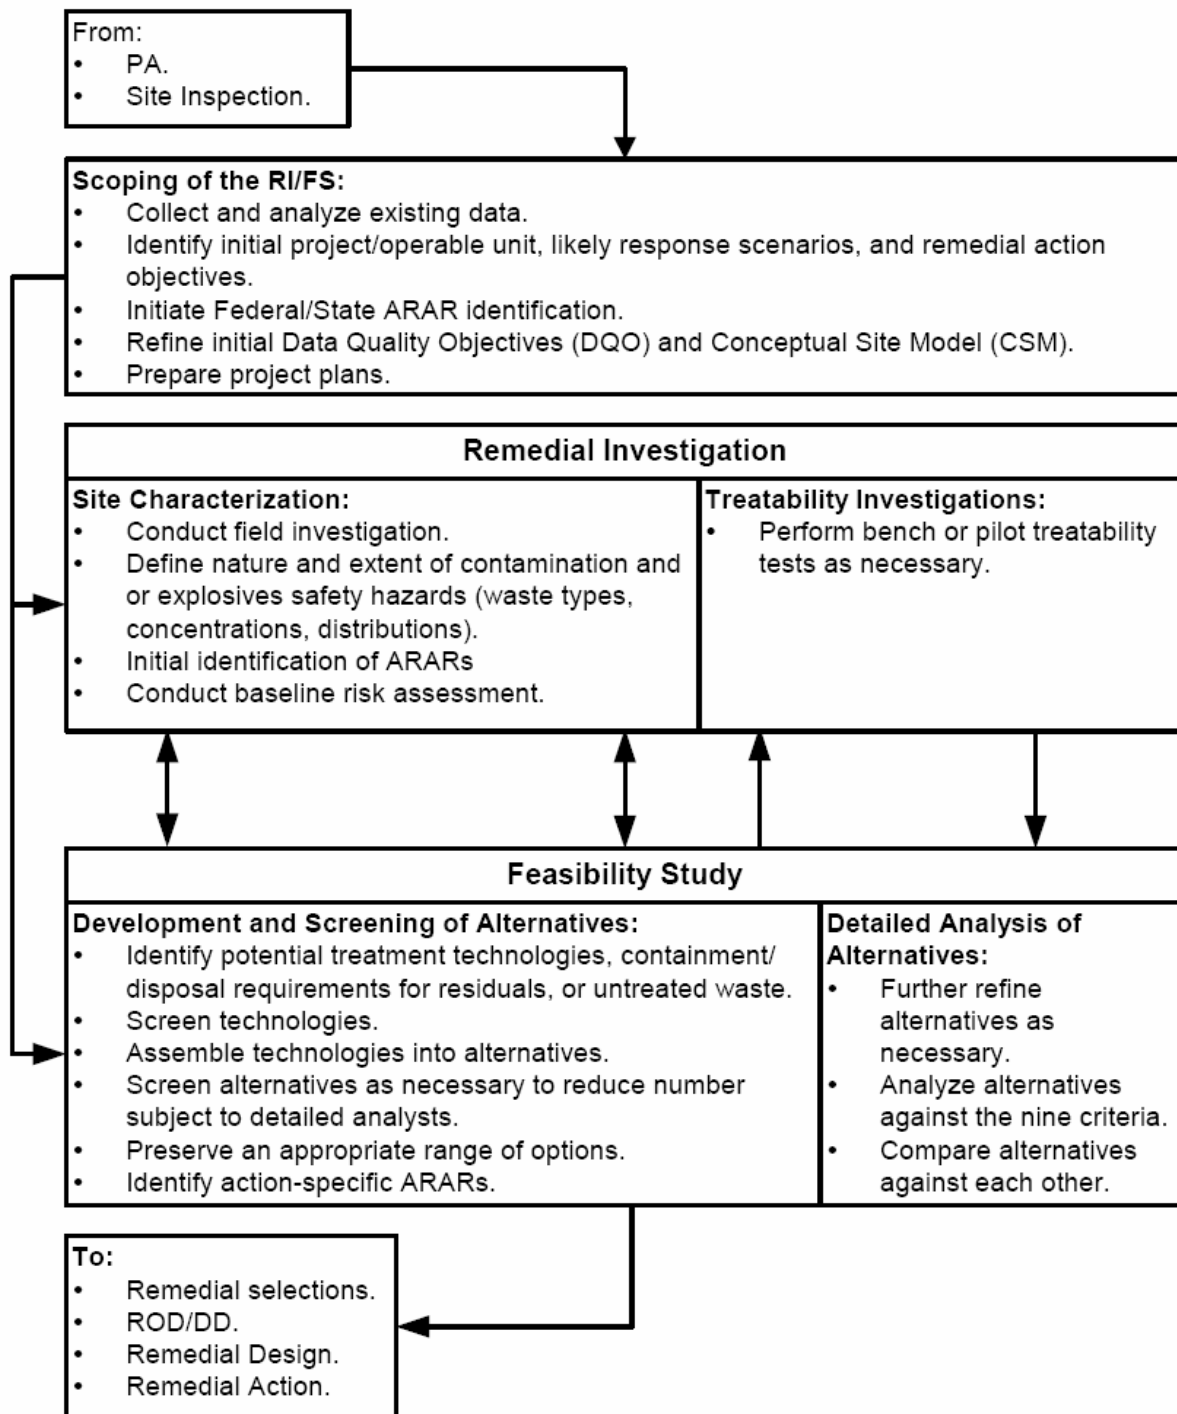 From:
• PA.
• Site Inspection.
Scoping of the RI/FS:
• Collect and analyze existing data.
• Identify initial project/operable unit, likely response scenarios, and remedial action
objectives.
• Initiate Federal/State ARAR identification.
• Refine initial Data Quality Objectives (DQO) and Conceptual Site Model (CSM).
• Prepare project plans.
Remedial Investigation
Site Characterization:
• Conduct field investigation.
• Define nature and extent of contamination and
or explosives safety hazards (waste types,
concentrations, distributions).
• Initial identification of ARARs
• Conduct baseline risk assessment.
Treatability Investigations:
• Perform bench or pilot treatability
tests as necessary.
Feasibility Study
Development and Screening of Alternatives:
• Identify potential treatment technologies, containment/
disposal requirements for residuals, or untreated waste.
• Screen technologies.
• Assemble technologies into alternatives.
• Screen alternatives as necessary to reduce number
subject to detailed analysts.
• Preserve an appropriate range of options.
• Identify action-specific ARARs.
Detailed Analysis of
Alternatives:
• Further refine
alternatives as
necessary.
• Analyze alternatives
against the nine criteria.
• Compare alternatives
against each other.
To:
• Remedial selections.
• ROD/DD.
• Remedial Design.
• Remedial Action.